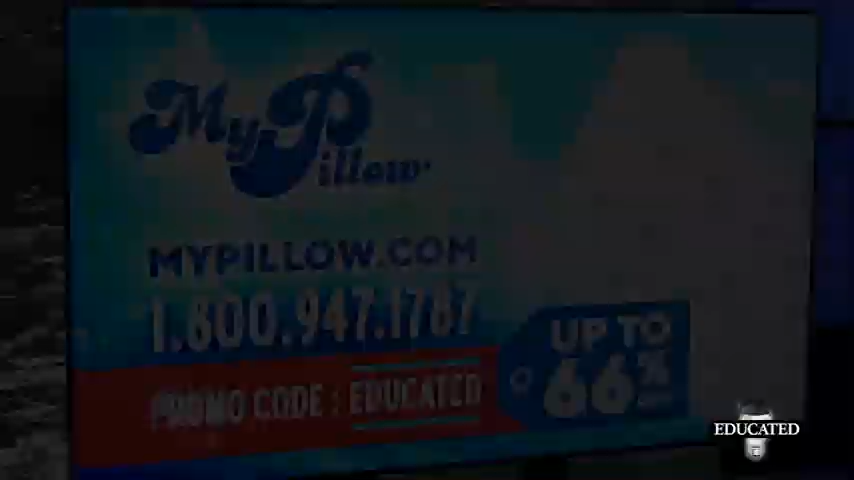 MyPillow
MYPILLOW.COM
1.800.947.1787
PROMO CODE : EDUCATED
UP TO
66%
EDUCATED